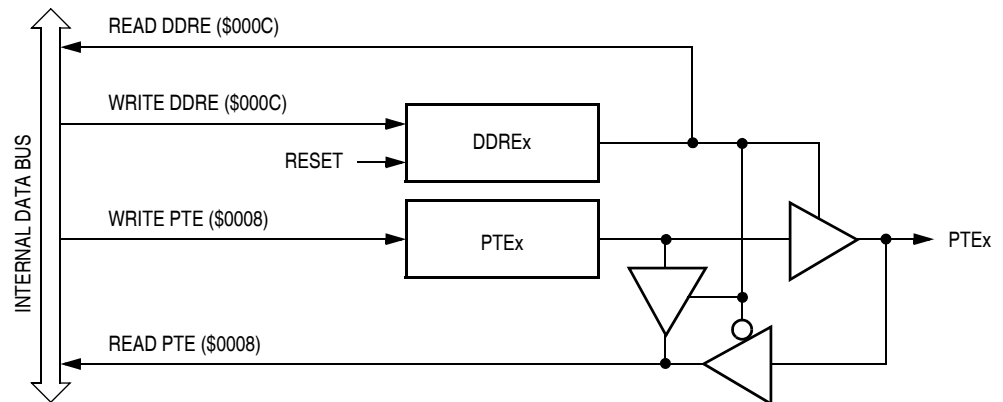 READ DDRE ($000C)
WRITE DDRE ($000C)
DDREx
RESET
WRITE PTE ($0008)
PTEx
PTEx
READ PTE ($0008)
INTERNAL DATA BUS